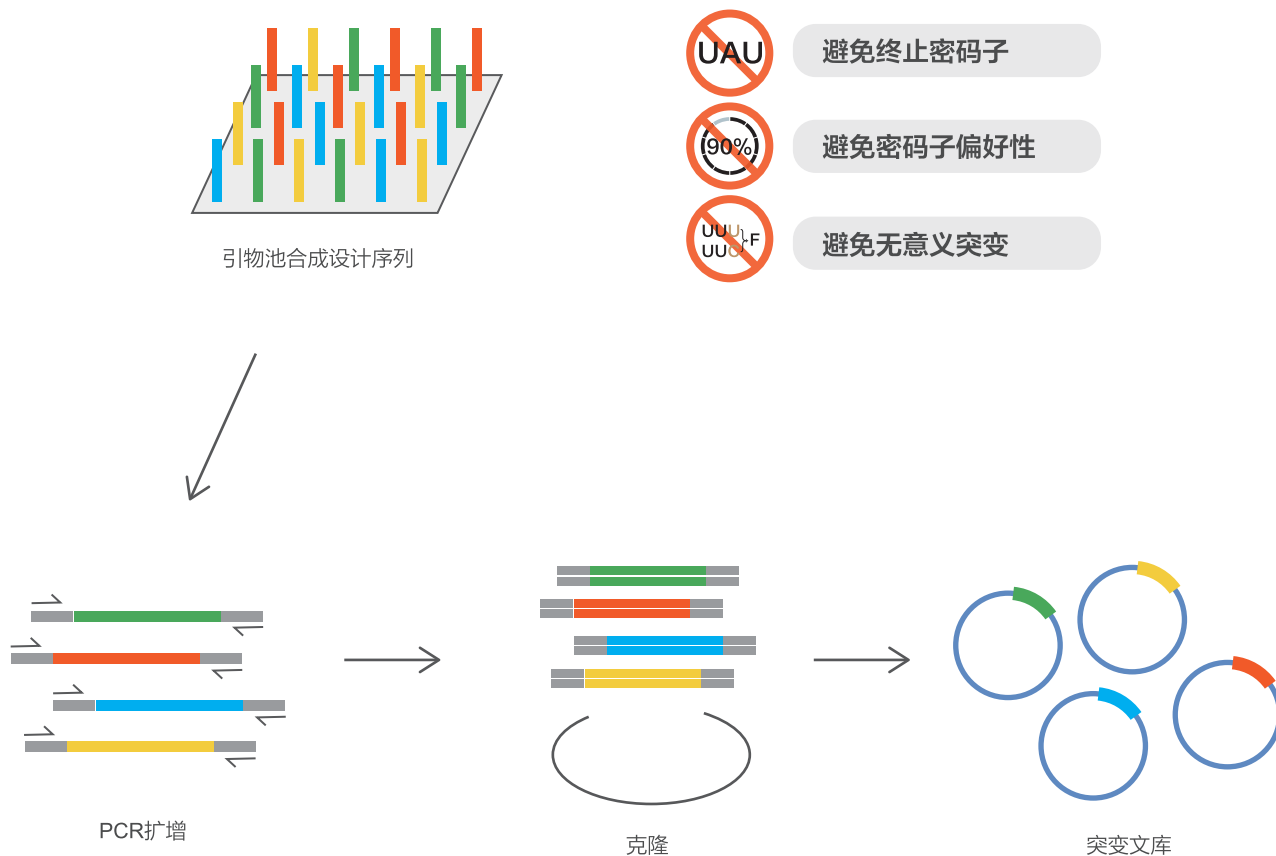 UAU
避免终止密码子
90%
避免密码子偏好性
UUU
UUC
F
避免无意义突变
引物池合成设计序列
PCR扩增
克隆
突变文库